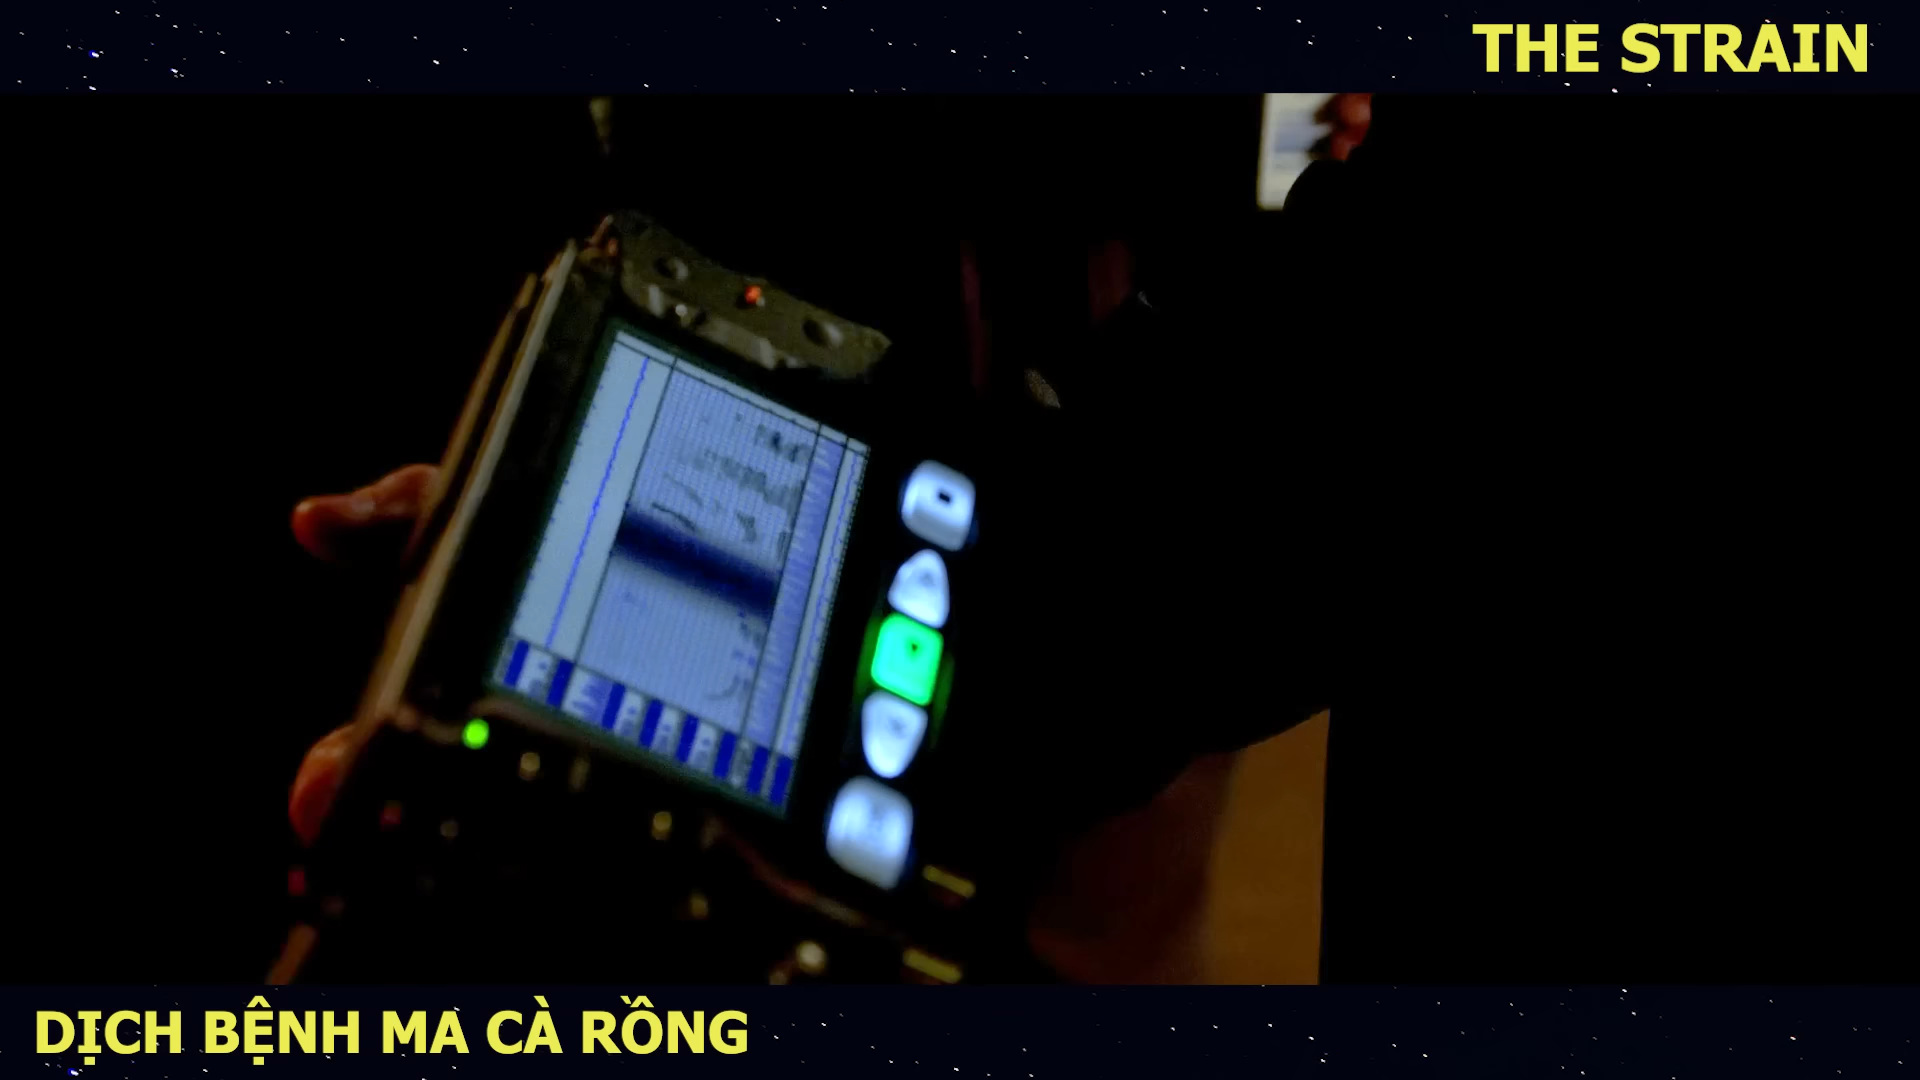 THE STRAIN
DỊCH BỆNH MA CÀ RỒNG